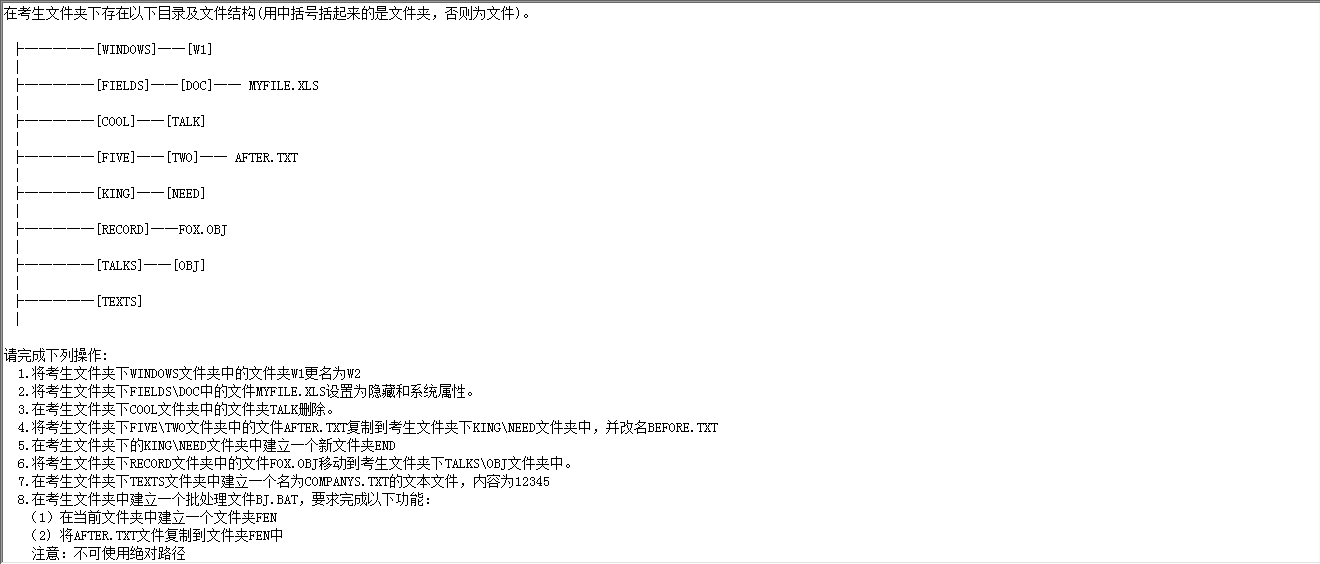 在考生文件夹下存在以下目录及文件结构(用中括号括起来的是文件夹，否则为文件)。
├—————[WINDOWS]——[W1]
│
├—————[FIELDS]——[DOC]—— MYFILE.XLS
│
├—————[COOL]——[TALK]
│
├—————[FIVE]——[TWO]—— AFTER.TXT
│
├—————[KING]——[NEED]
│
├—————[RECORD]——FOX.OBJ
│
├—————[TALKS]——[OBJ]
│
├—————[TEXTS]
│
请完成下列操作:
1.将考生文件夹下WINDOWS文件夹中的文件夹W1更名为W2
2.将考生文件夹下FIELDS\DOC中的文件MYFILE.XLS设置为隐藏和系统属性。
3.在考生文件夹下COOL文件夹中的文件夹TALK删除。
4.将考生文件夹下FIVE\TWO文件夹中的文件AFTER.TXT复制到考生文件夹下KING\NEED文件夹中，并改名BEFORE.TXT
5.在考生文件夹下的KING\NEED文件夹中建立一个新文件夹END
6.将考生文件夹下RECORD文件夹中的文件FOX.OBJ移动到考生文件夹下TALKS\OBJ文件夹中。
7.在考生文件夹下TEXTS文件夹中建立一个名为COMPANYS.TXT的文本文件，内容为12345
8.在考生文件夹中建立一个批处理文件BJ.BAT，要求完成以下功能：
（1）在当前文件夹中建立一个文件夹FEN
（2）将AFTER.TXT文件复制到文件夹FEN中
注意：不可使用绝对路径